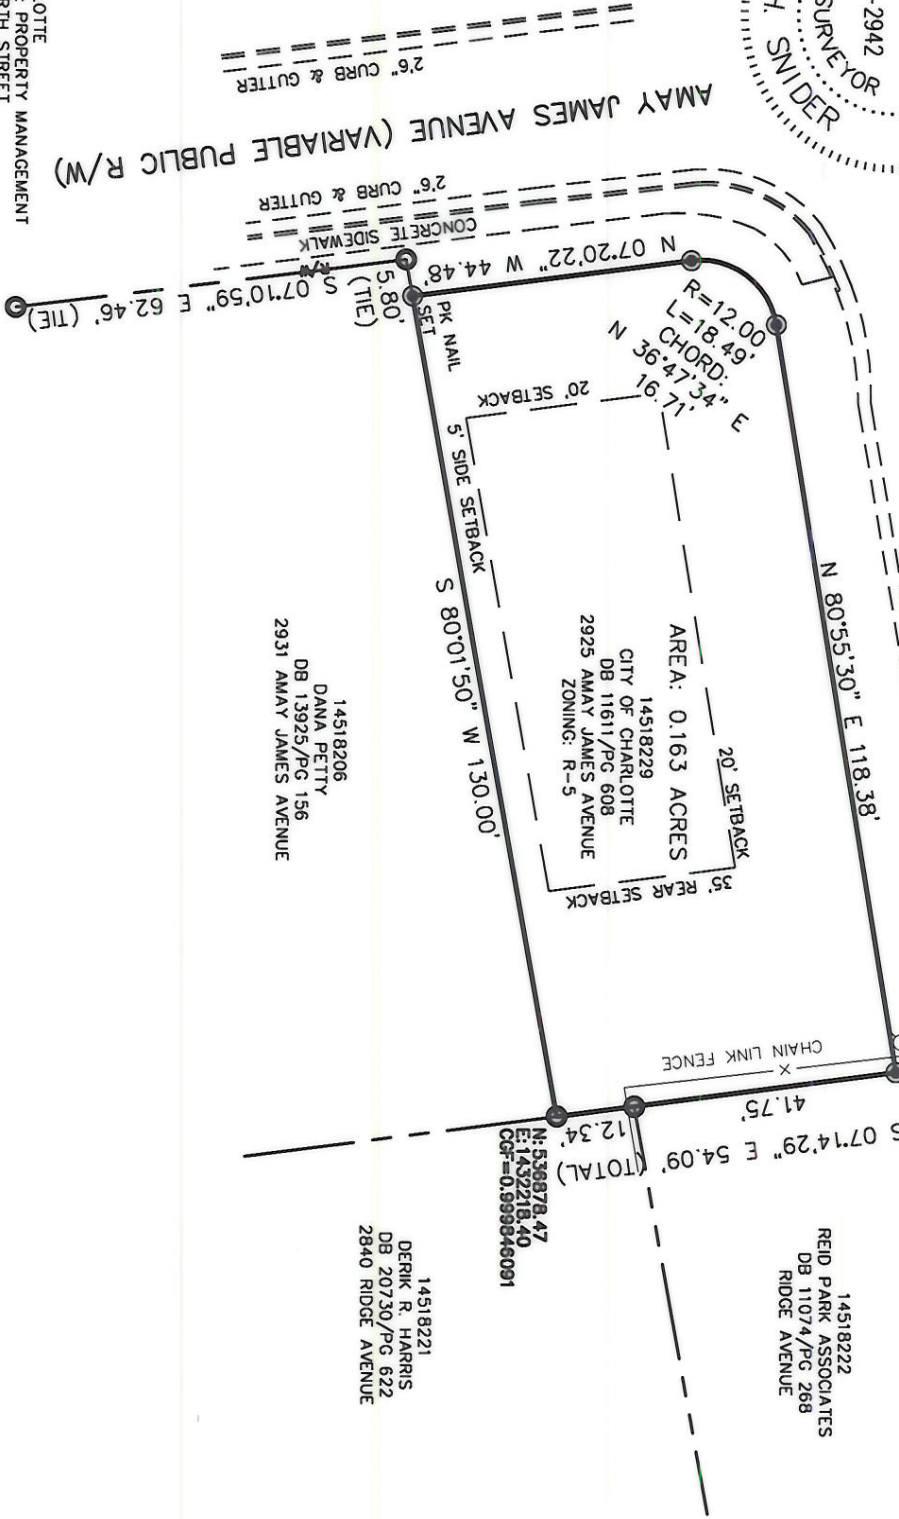 -2942
SURVEYOR
H. SNIDER
OTTE
PROPERTY MANAGEMENT
RTH STREET
2'6" CURB & GUTTER
AMAY JAMES AVENUE (VARIABLE PUBLIC R/W)
2'6" CURB & GUTTER
CONCRETE SIDEWALK
R/W
S 07°10'59" E 62.46' (TIE)
5.80'
(TIE)
N 07°20'22" W 44.48'
PK NAIL
SET
R=12.00
L=18.49'
CHORD:
N 36°47'34" E
16.71'
20' SETBACK
5' SIDE SETBACK
N 80°55'30" E 118.38'
S 80°01'50" W 130.00'
AREA: 0.163 ACRES
14518229
CITY OF CHARLOTTE
DB 11611/PG 608
2925 AMAY JAMES AVENUE
ZONING: R-5
20' SETBACK
35' REAR SETBACK
14518206
DANA PETTY
DB 13925/PG 156
2931 AMAY JAMES AVENUE
CHAIN LINK FENCE
X
41.75'
12.34'
S 07°14'29" E 54.09' (TOTAL)
N:536878.47
E:1432218.40
CGF=0.999846091
14518222
REID PARK ASSOCIATES
DB 11074/PG 268
RIDGE AVENUE
14518221
DERIK R. HARRIS
DB 20730/PG 622
2840 RIDGE AVENUE